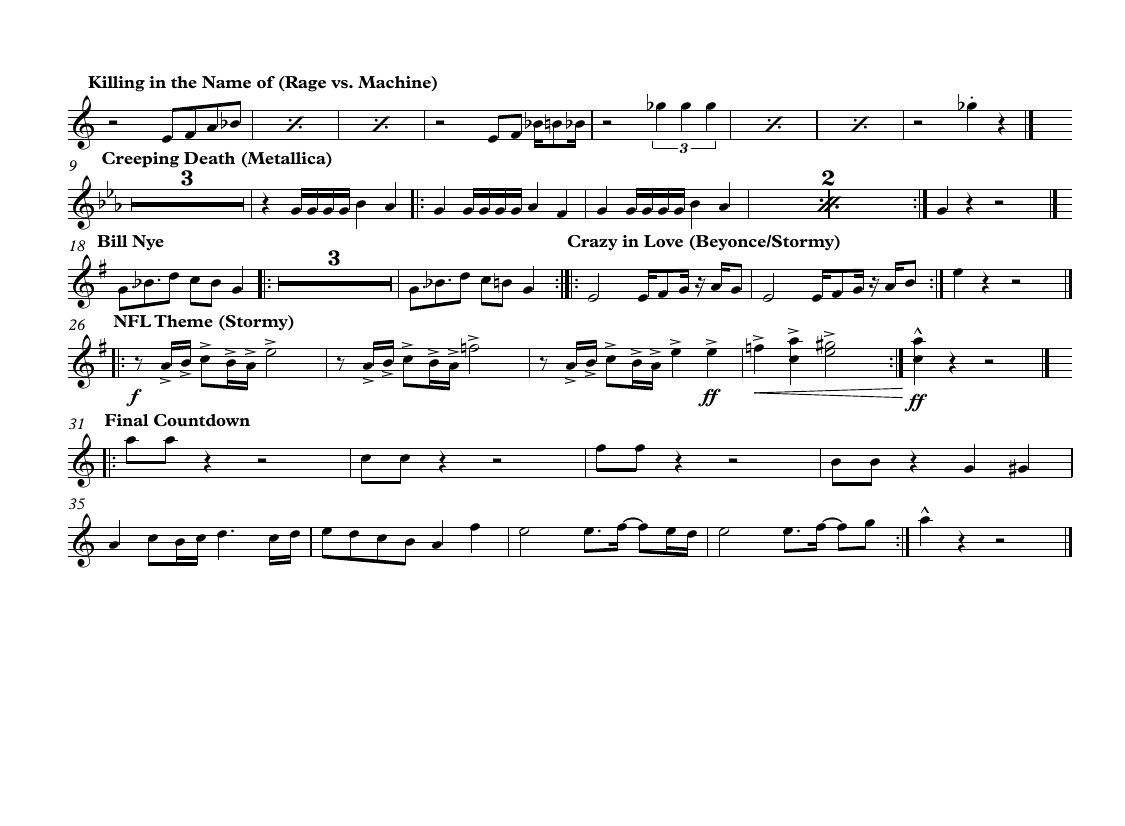 Killing in the Name of (Rage vs. Machine)
3
9 Creeping Death (Metallica)
3 2
18 Bill Nye Crazy in Love (Beyonce/Stormy)
3
26 NFL Theme (Stormy)
f ff ff
31 Final Countdown
35